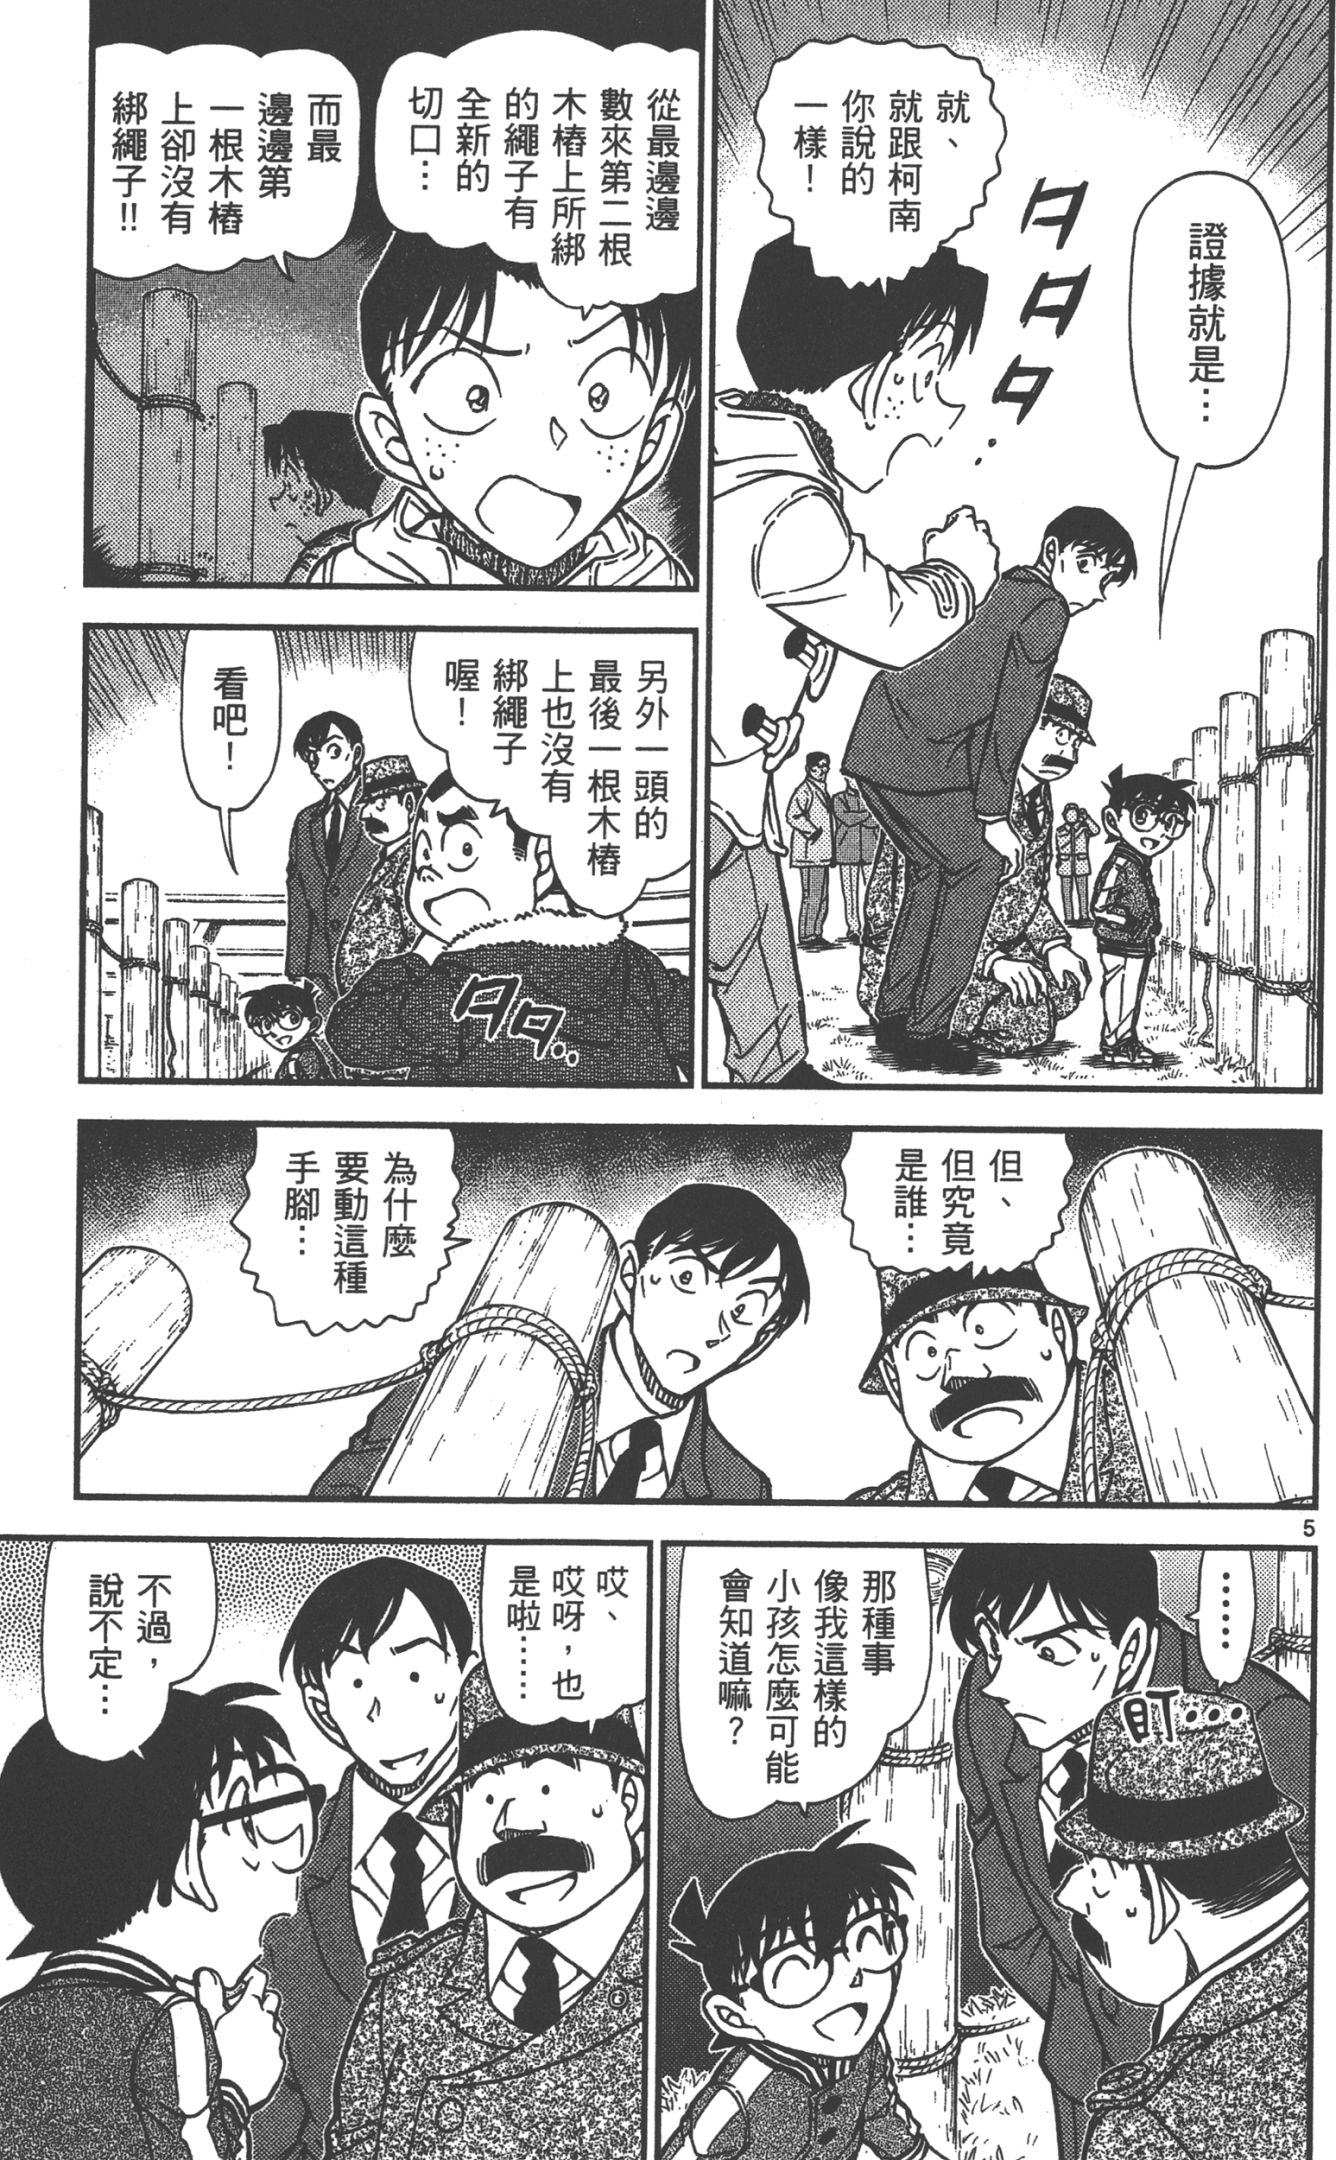 證據就是…
就、
就跟柯南
你說的
一樣！
タタタ…
從最邊邊
數來第二根
木樁上所綁
的繩子有
全新的
切口…
而最
邊邊第
一根木樁
上卻沒有
綁繩子!!
另外一頭的
最後一根木樁
上也沒有
綁繩子
喔！
看吧！
タタタ…
但、
但究竟
是誰…
為什麼
要動這種
手腳…
5
……
盯…
那種事
像我這樣的
小孩怎麼可能
會知道嘛？
哎、
哎呀，也
是啦……
不過，
說不定…